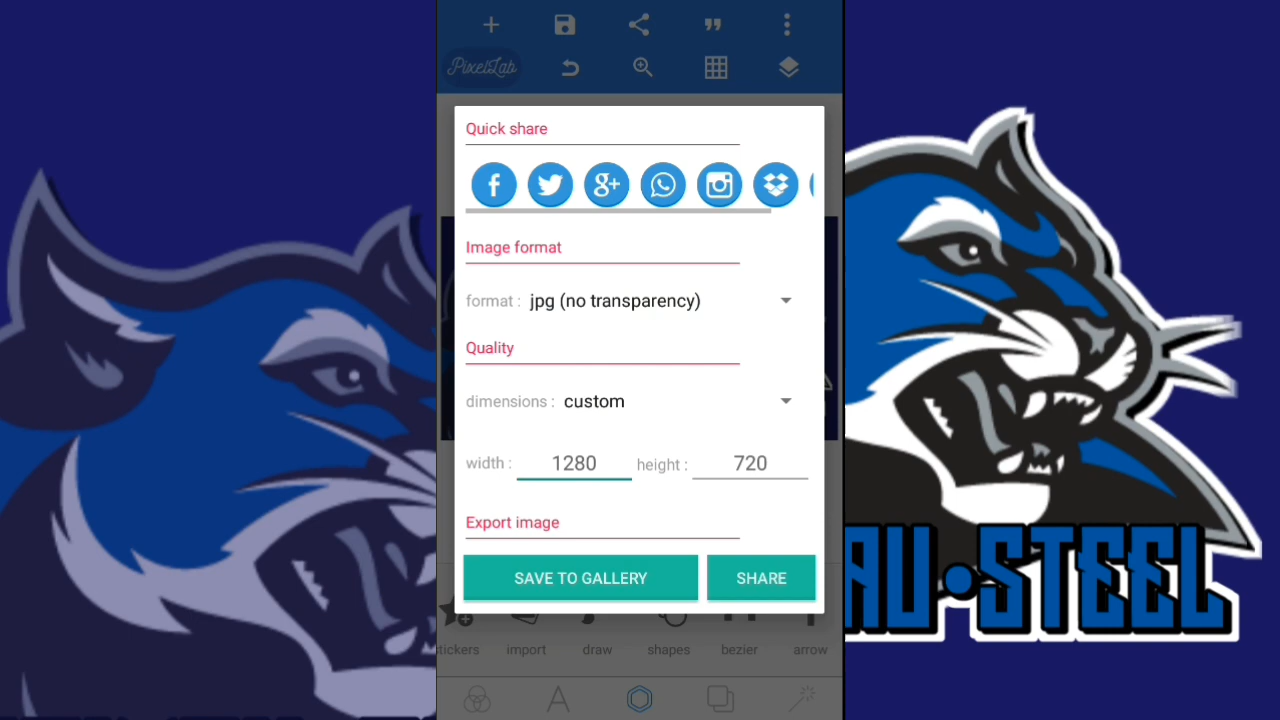 PixelLab
Quick share
Image format
format : jpg (no transparency)
Quality
dimensions : custom
width : 1280 height : 720
Export image
SAVE TO GALLERY SHARE
tickers import draw shapes bezier arrow
AU•STEEL